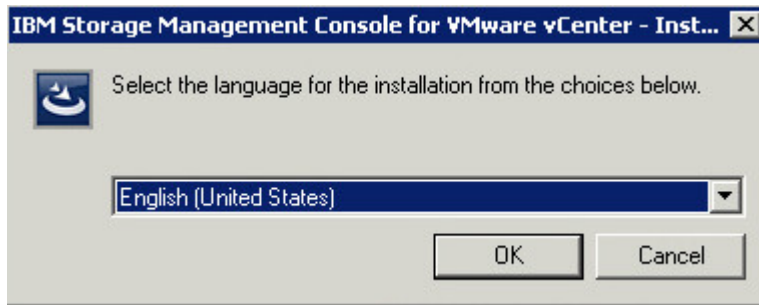 IBM Storage Management Console for VMware vCenter - Inst...
Select the language for the installation from the choices below.
English (United States)
OK Cancel